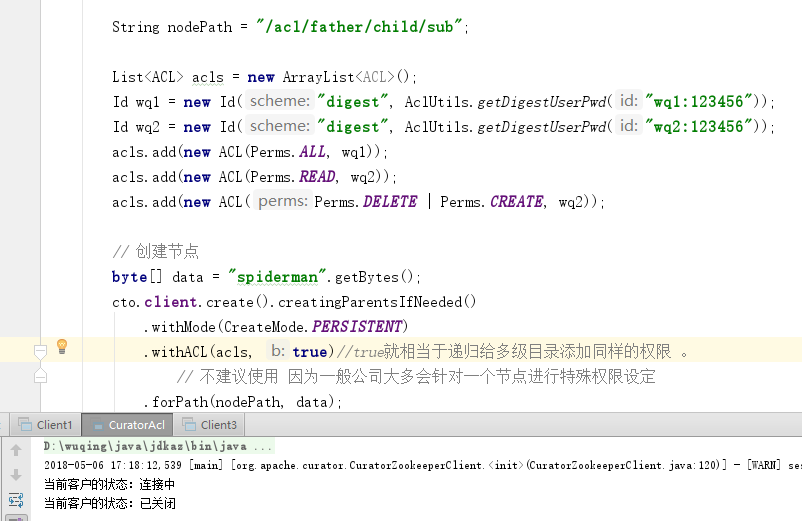 String nodePath = "/acl/father/child/sub";
List<ACL> acls = new ArrayList<ACL>();
Id wq1 = new Id( scheme: "digest", AclUtils.getDigestUserPwd( id: "wq1:123456"));
Id wq2 = new Id( scheme: "digest", AclUtils.getDigestUserPwd( id: "wq2:123456"));
acls.add(new ACL(Perms.ALL, wq1));
acls.add(new ACL(Perms.READ, wq2));
acls.add(new ACL( perms: Perms.DELETE | Perms.CREATE, wq2));
// 创建节点
byte[] data = "spiderman".getBytes();
cto.client.create().creatingParentsIfNeeded()
.withMode(CreateMode.PERSISTENT)
.withACL(acls, b: true)//true就相当于递归给多级目录添加同样的权限 。
// 不建议使用 因为一般公司大多会针对一个节点进行特殊权限设定
.forPath(nodePath, data);
Client1 CuratorAcl Client3
D:\wuqing\java\jdkaz\bin\java ...
2018-05-06 17:18:12,539 [main] [org.apache.curator.CuratorZookeeperClient.<init>(CuratorZookeeperClient.java:120)] - [WARN] ses
当前客户的状态：连接中
当前客户的状态：已关闭